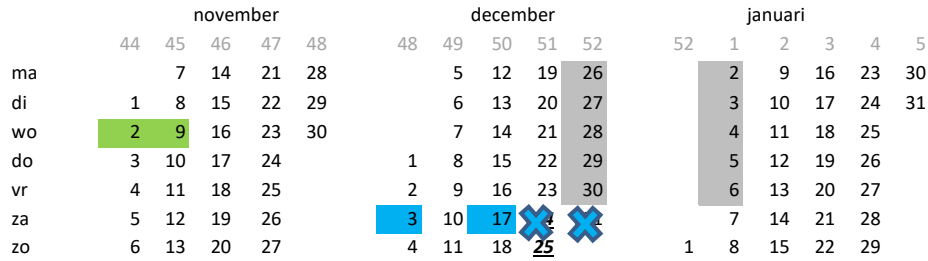 november december januari
44 45 46 47 48 48 49 50 51 52 52 1 2 3 4 5
ma 7 14 21 28 5 12 19 26 2 9 16 23 30
di 1 8 15 22 29 6 13 20 27 3 10 17 24 31
wo 2 9 16 23 30 7 14 21 28 4 11 18 25
do 3 10 17 24 1 8 15 22 29 5 12 19 26
vr 4 11 18 25 2 9 16 23 30 6 13 20 27
za 5 12 19 26 3 10 17 7 14 21 28
zo 6 13 20 27 4 11 18 25 1 8 15 22 29